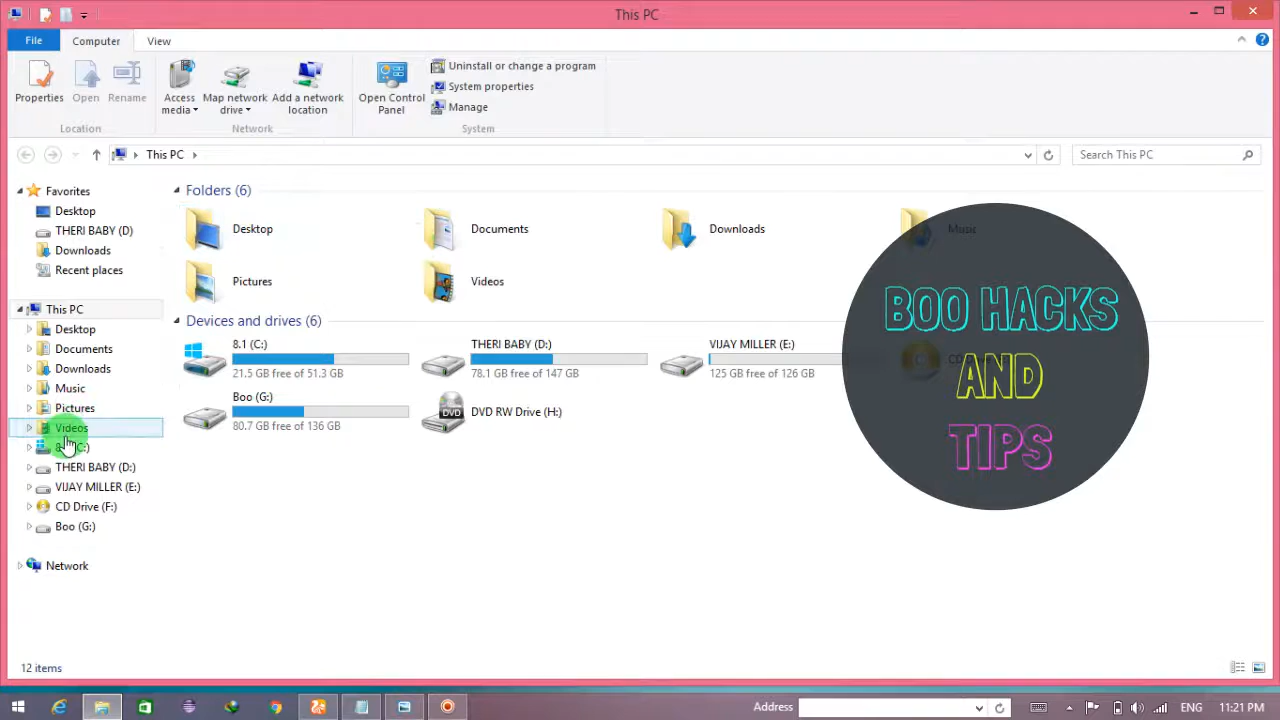 This PC
File
Computer
View
Properties
Open
Rename
Access media
Map network drive
Add a network location
Open Control Panel
Uninstall or change a program
System properties
Manage
Location
Network
System
This PC
Search This PC
Favorites
Desktop
THERI BABY (D)
Downloads
Recent places
This PC
Desktop
Documents
Downloads
Music
Pictures
Videos
THERI BABY (D:)
VIJAY MILLER (E:)
CD Drive (F:)
Boo (G:)
Network
Folders (6)
Desktop
Documents
Downloads
Music
Pictures
Videos
Devices and drives (6)
8.1 (C:)
21.5 GB free of 51.3 GB
THERI BABY (D:)
78.1 GB free of 147 GB
VIJAY MILLER (E:)
125 GB free of 126 GB
Boo (G:)
80.7 GB free of 136 GB
DVD RW Drive (H:)
DVD
BOO HACKS
AND
TIPS
12 items
Address
ENG
11:21 PM